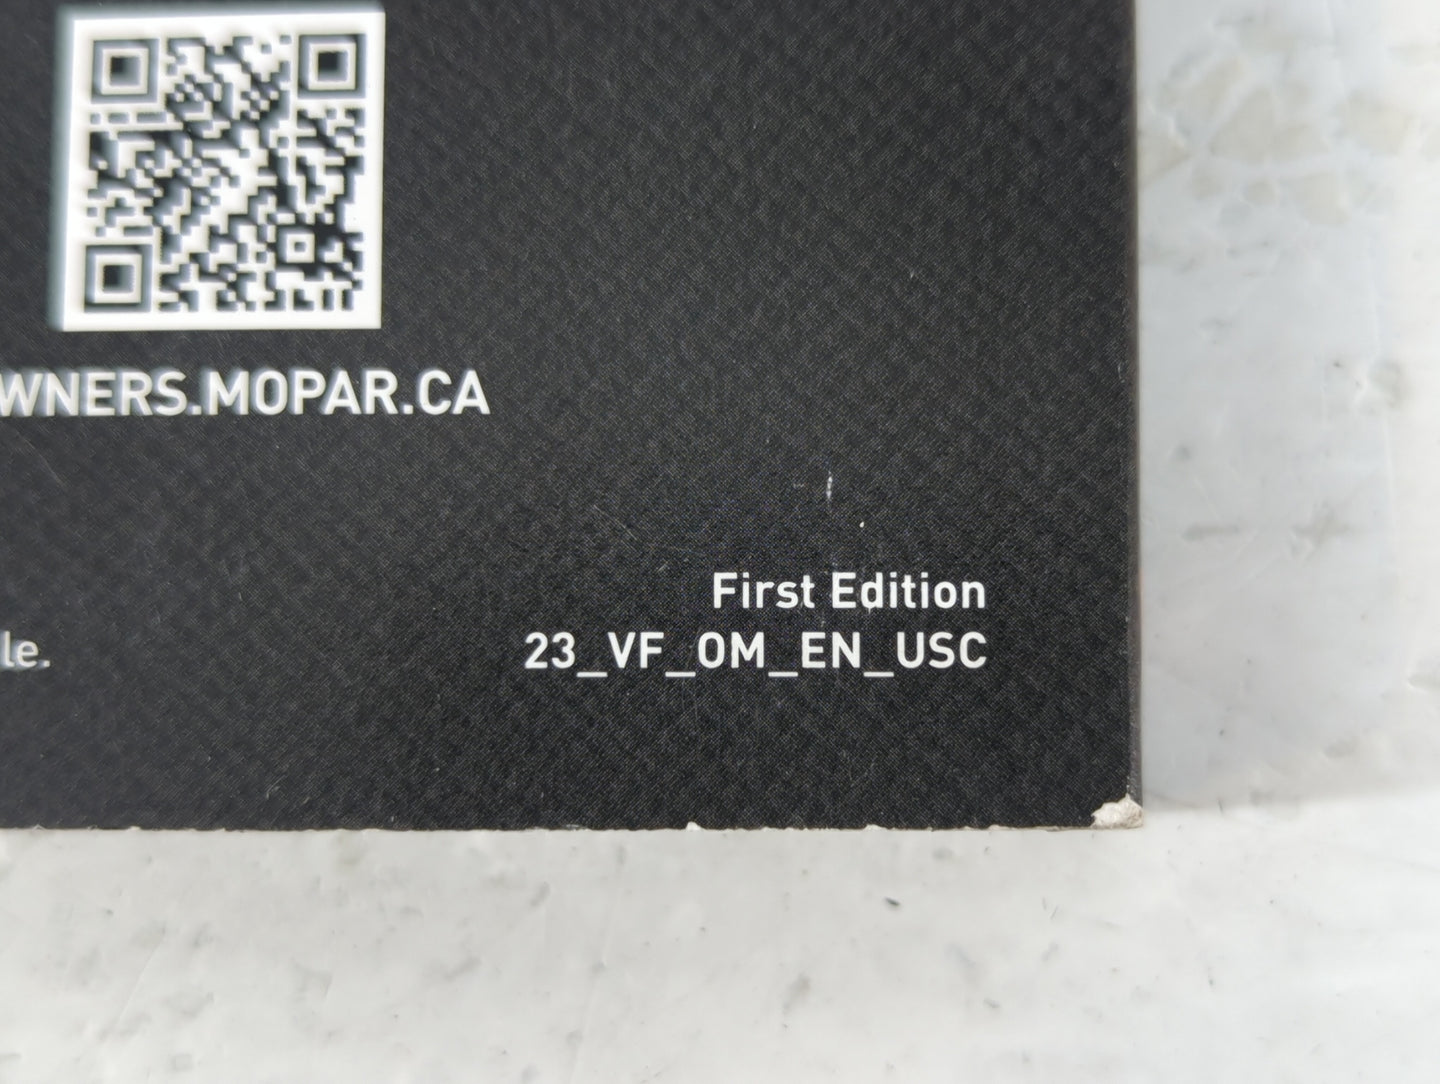 WNERS.MOPAR.CA
First Edition
le.
23_VF_OM_EN_USC